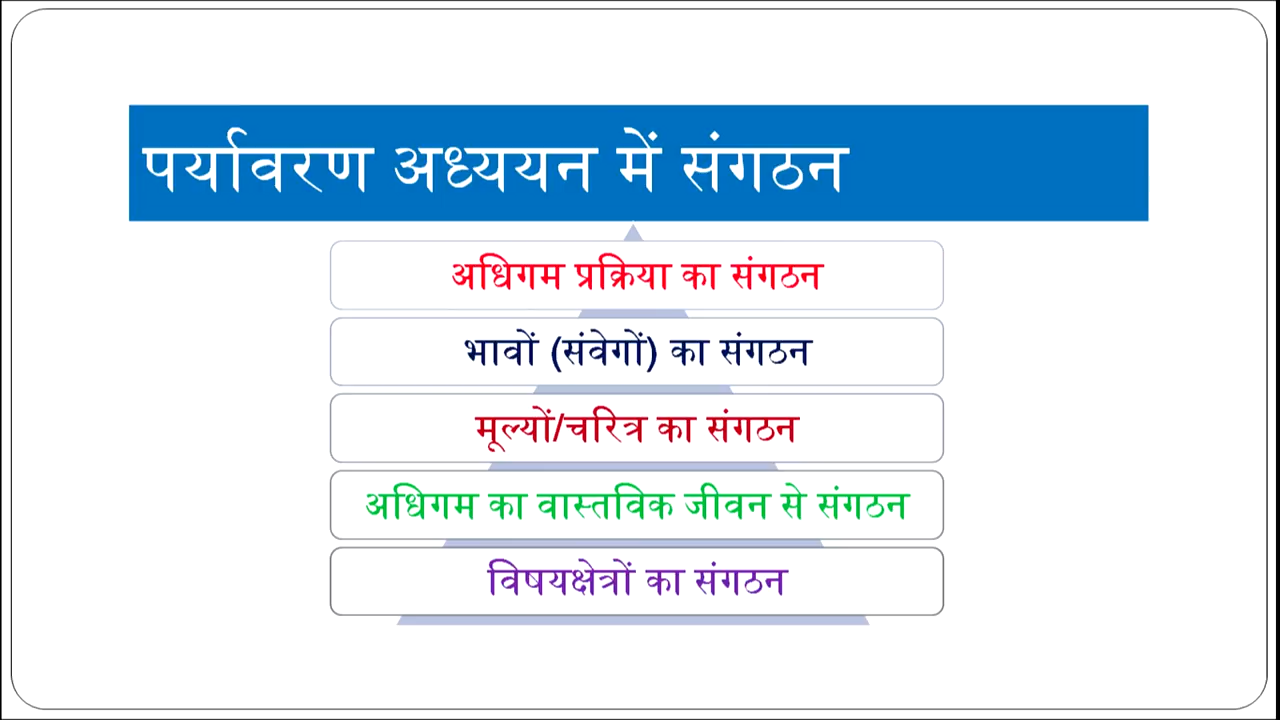 पर्यावरण अध्ययन में संगठन
अधिगम प्रक्रिया का संगठन
भावों (संवेगों) का संगठन
मूल्यों/चरित्र का संगठन
अधिगम का वास्तविक जीवन से संगठन
विषयक्षेत्रों का संगठन